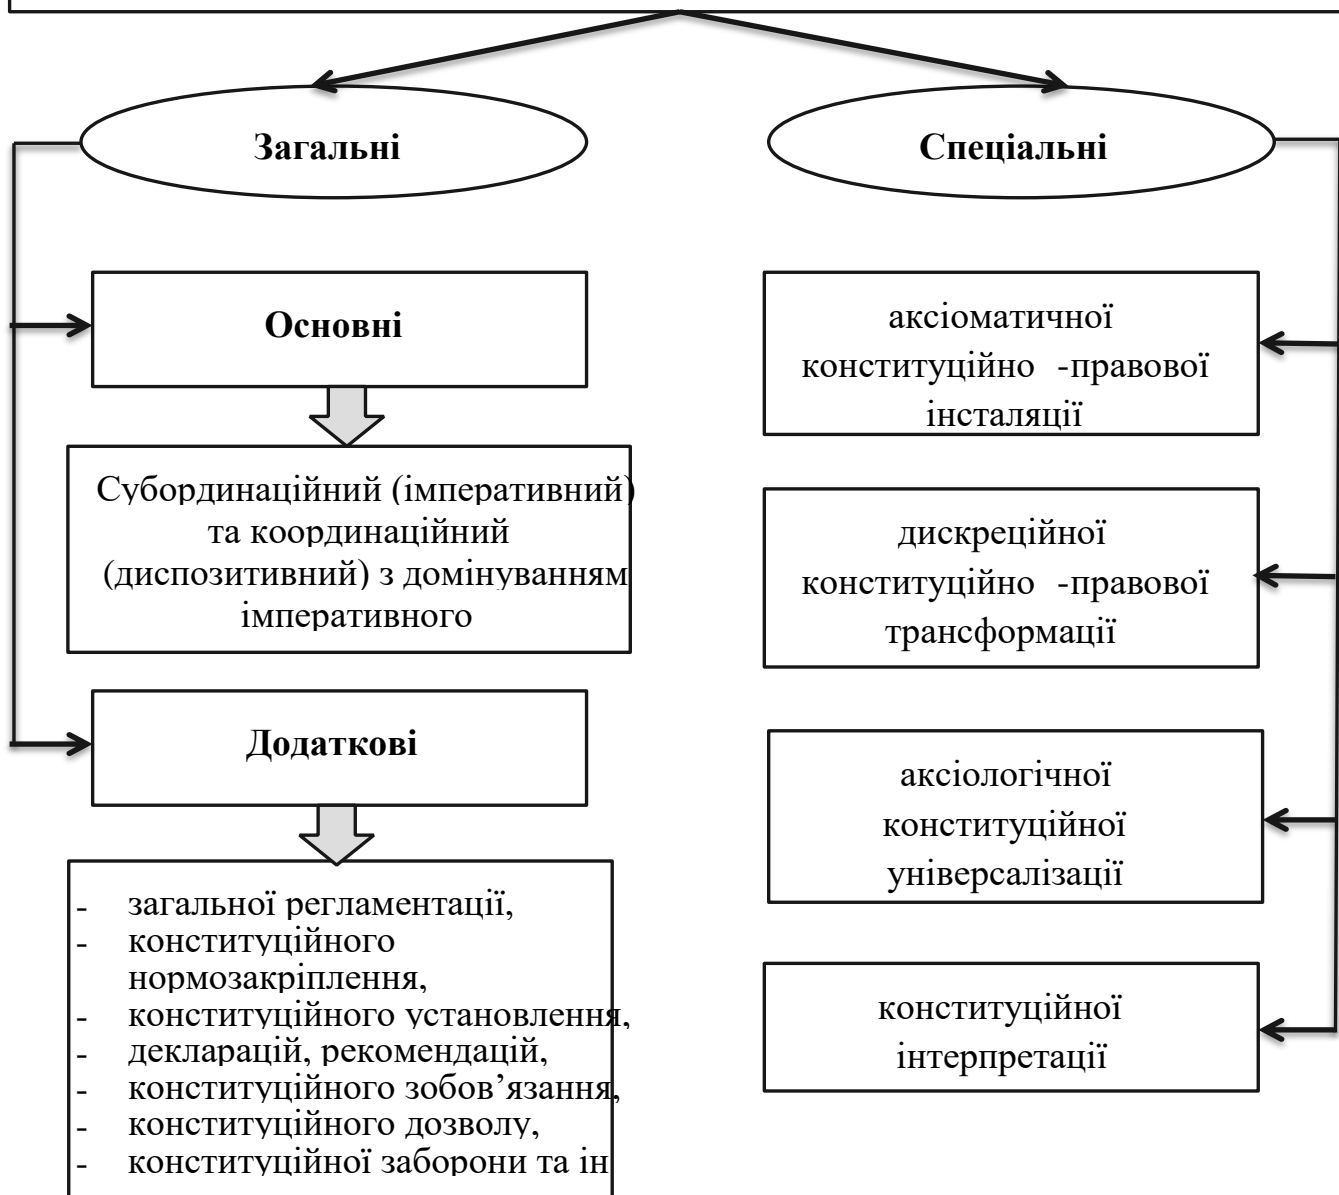 Загальні
Основні
Субординаційний (імперативний)
та координаційний
(диспозитивний) з домінуванням
імперативного
Додаткові
- загальної регламентації,
- конституційного
нормозакріплення,
- конституційного установлення,
- декларацій, рекомендацій,
- конституційного зобов’язання,
- конституційного дозволу,
- конституційної заборони та ін
Спеціальні
аксіоматичної
конституційно -правової
інсталяції
дискреційної
конституційно -правової
трансформації
аксіологічної
конституційної
універсалізації
конституційної
інтерпретації